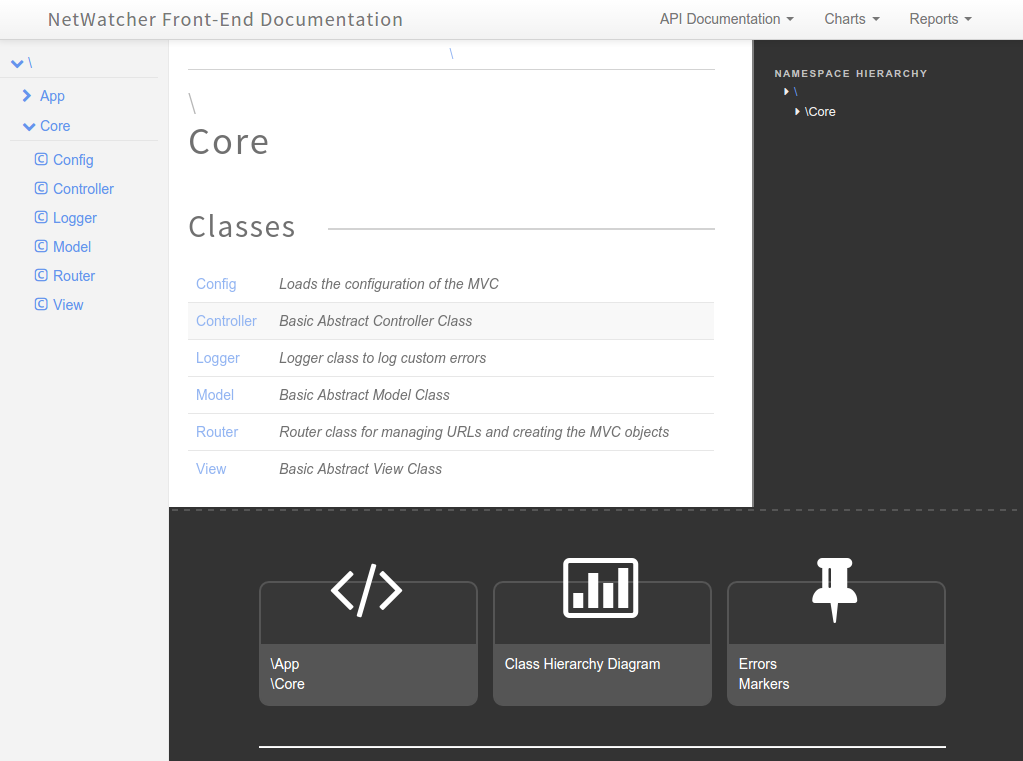 NetWatcher Front-End Documentation
API Documentation
Charts
Reports
\
App
Core
Config
Controller
Logger
Model
Router
View
\
\
Core
Classes
Config Loads the configuration of the MVC
Controller Basic Abstract Controller Class
Logger Logger class to log custom errors
Model Basic Abstract Model Class
Router Router class for managing URLs and creating the MVC objects
View Basic Abstract View Class
NAMESPACE HIERARCHY
\
\Core
\App
\Core
Class Hierarchy Diagram
Errors
Markers